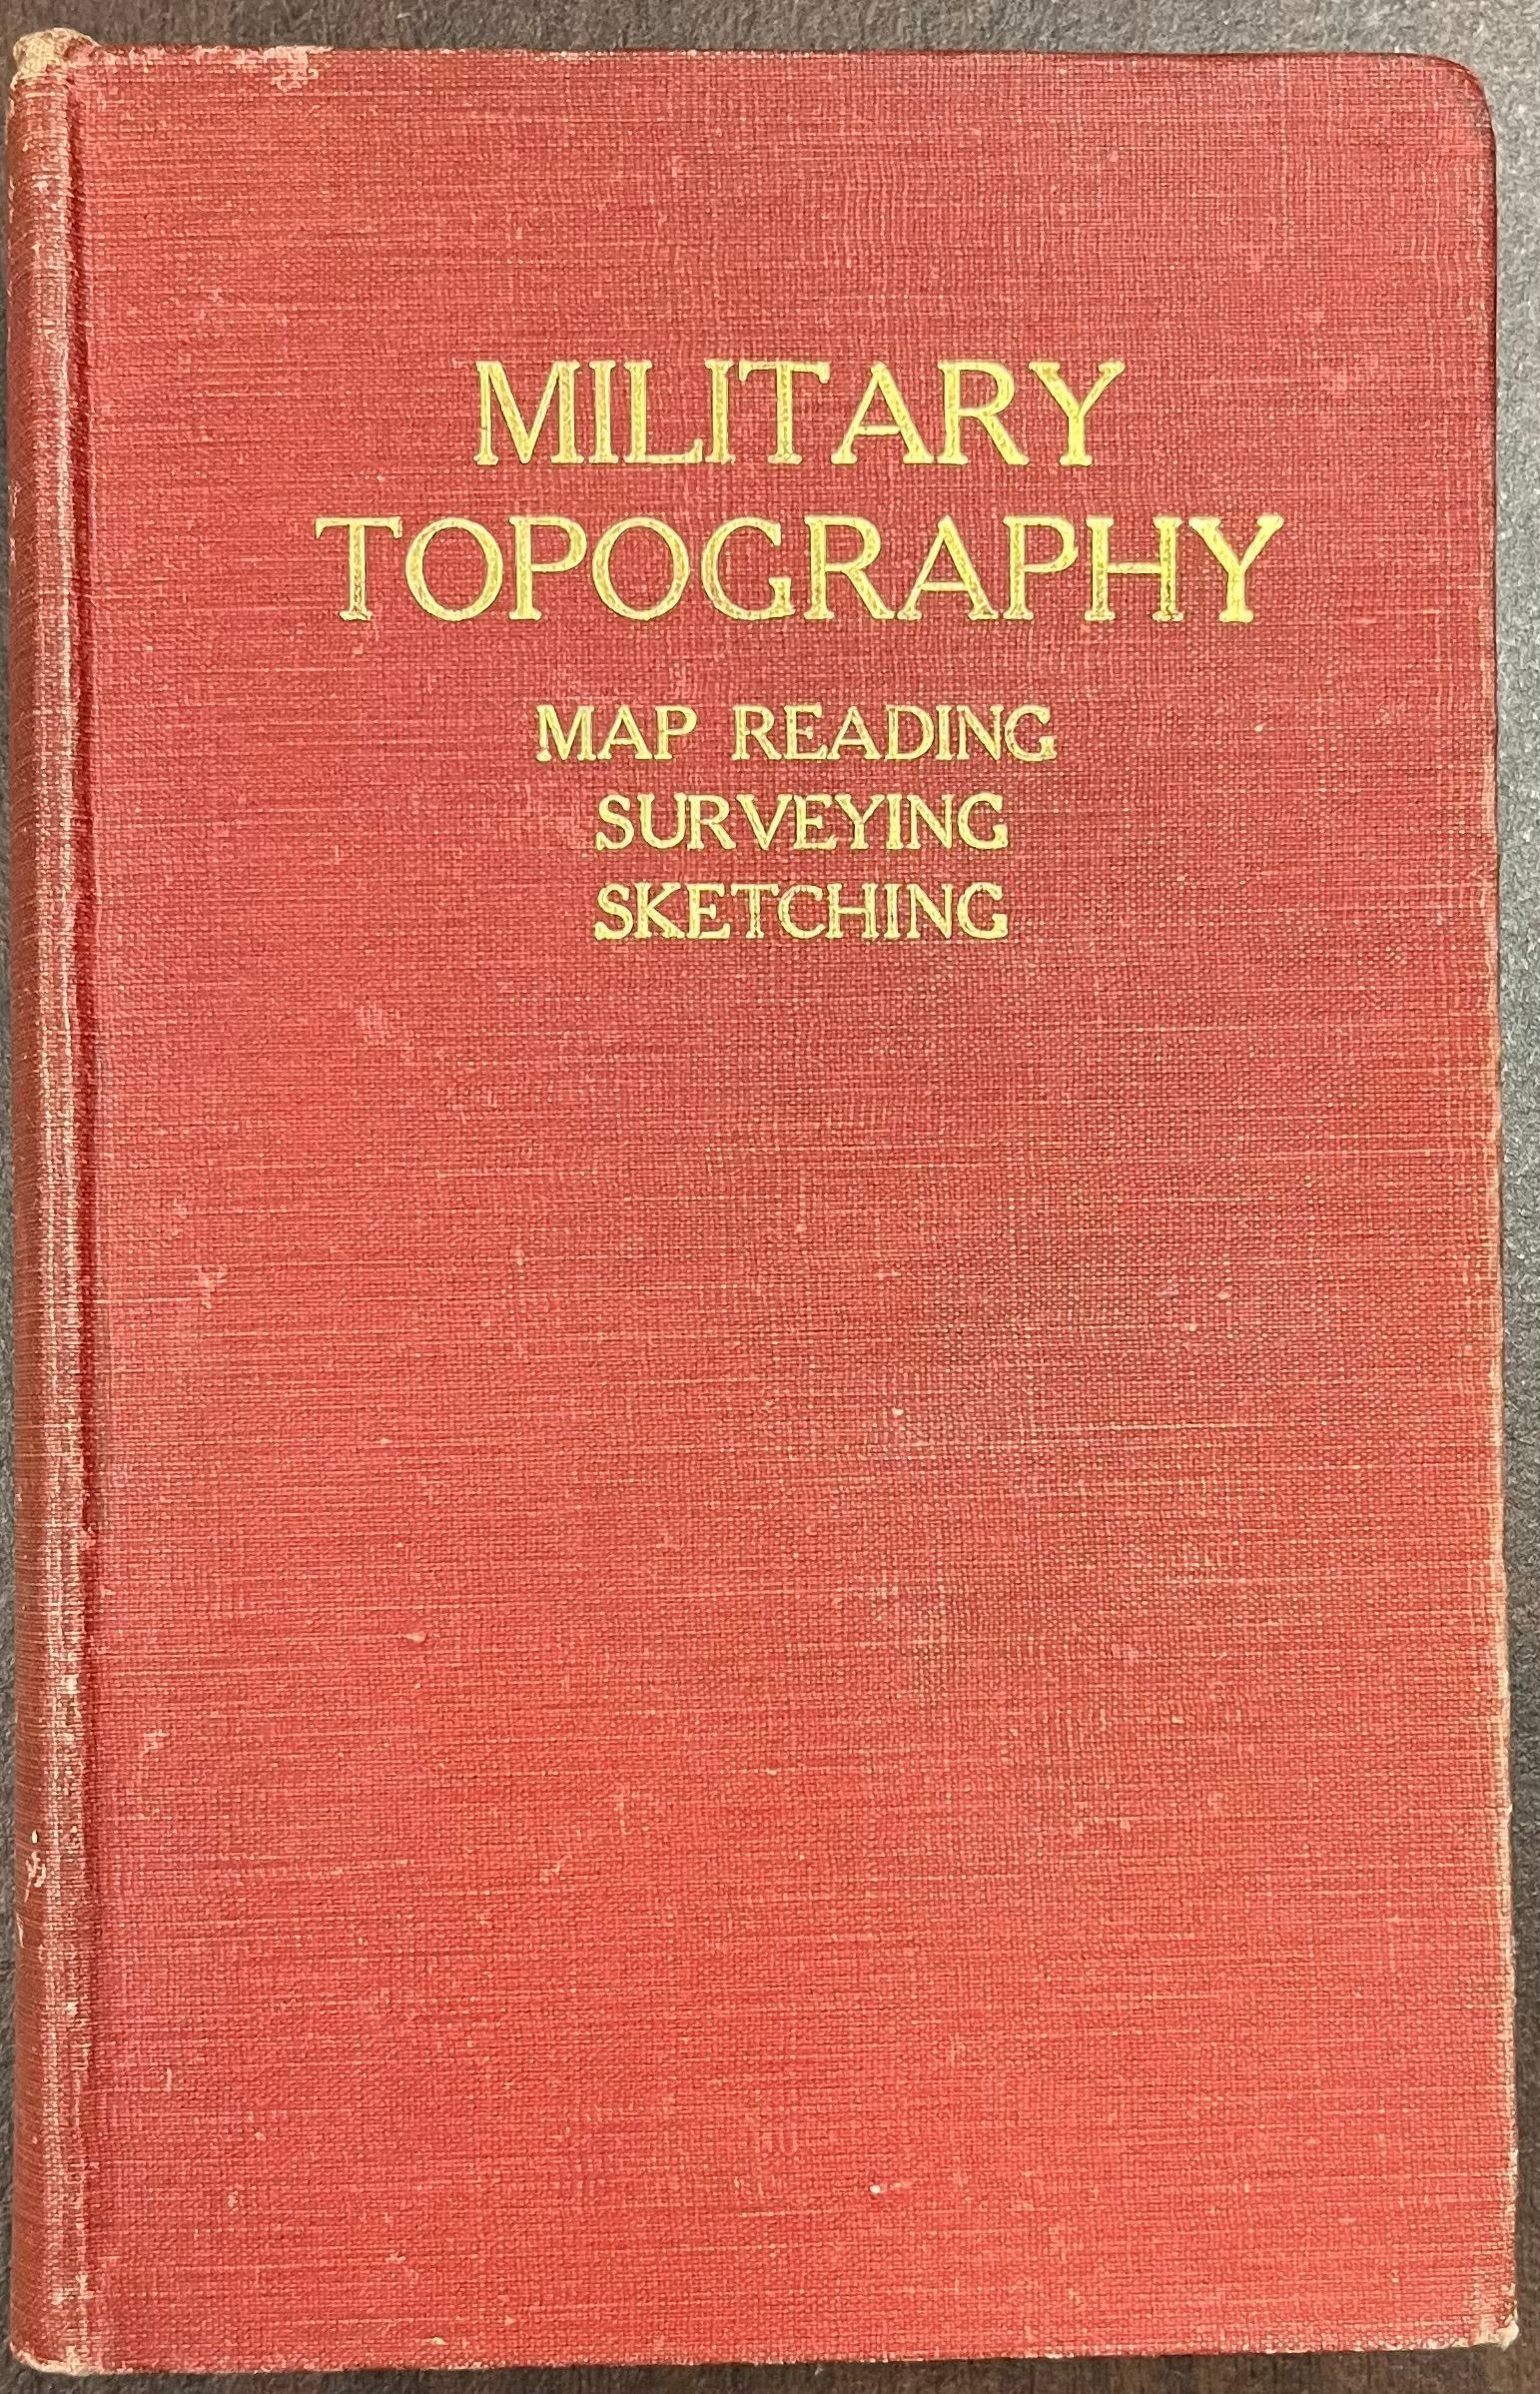 MILITARY
TOPOGRAPHY
MAP READING
SURVEYING
SKETCHING